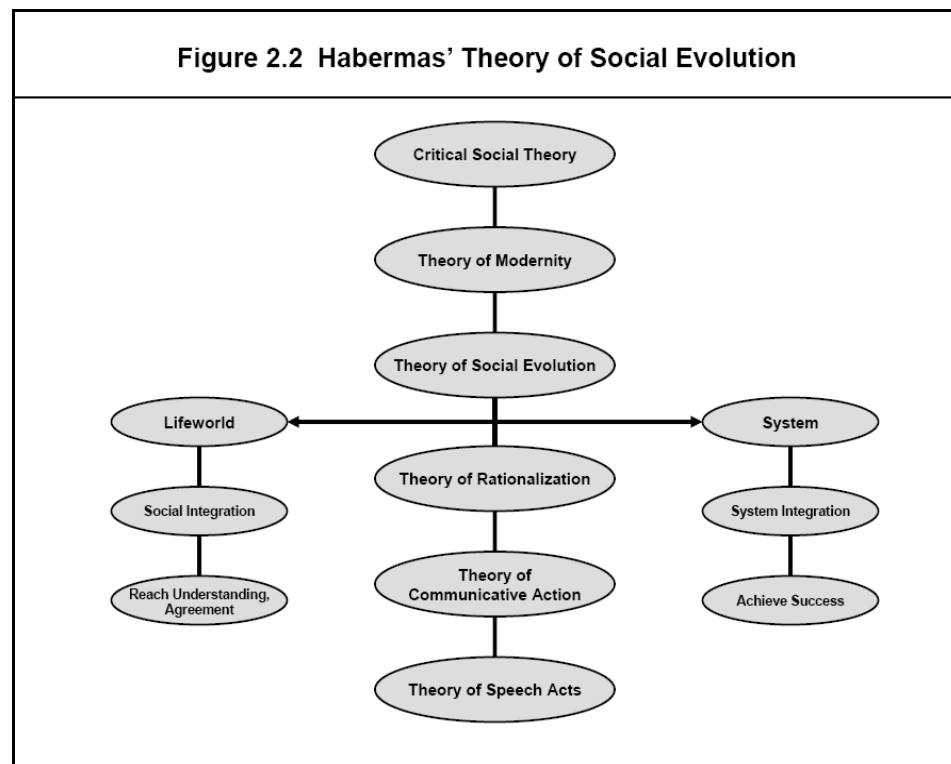 Figure 2.2 Habermas’ Theory of Social Evolution
Critical Social Theory
Theory of Modernity
Theory of Social Evolution
Lifeworld
System
Theory of Rationalization
Social Integration
System Integration
Theory of
Communicative Action
Reach Understanding,
Agreement
Achieve Success
Theory of Speech Acts